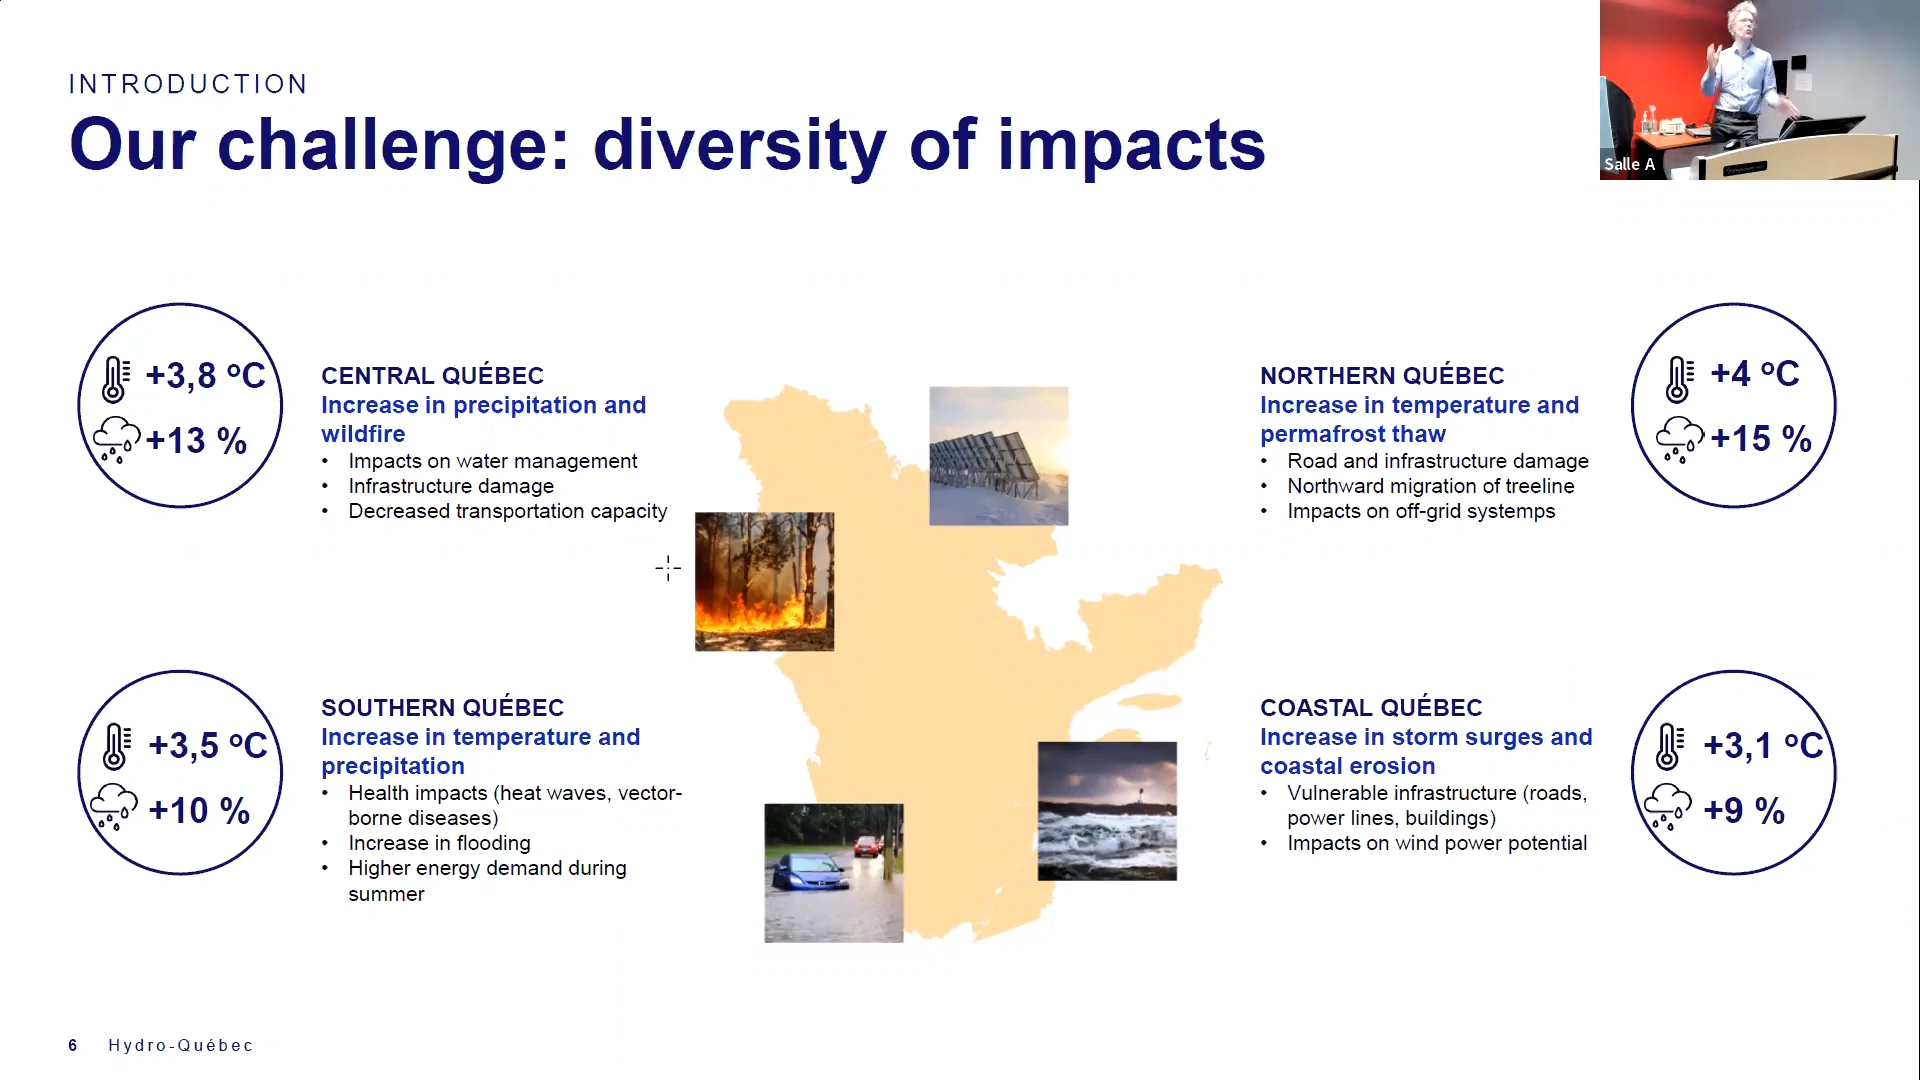 INTRODUCTION
Our challenge: diversity of impacts
Salle A
+3,8 °C
+13 %
CENTRAL QUÉBEC
Increase in precipitation and
wildfire
• Impacts on water management
• Infrastructure damage
• Decreased transportation capacity
NORTHERN QUÉBEC
Increase in temperature and
permafrost thaw
• Road and infrastructure damage
• Northward migration of treeline
• Impacts on off-grid systemps
+4 °C
+15 %
+3,5 °C
+10 %
SOUTHERN QUÉBEC
Increase in temperature and
precipitation
• Health impacts (heat waves, vector-
borne diseases)
• Increase in flooding
• Higher energy demand during
summer
COASTAL QUÉBEC
Increase in storm surges and
coastal erosion
• Vulnerable infrastructure (roads,
power lines, buildings)
• Impacts on wind power potential
+3,1 °C
+9 %
6 Hydro-Québec